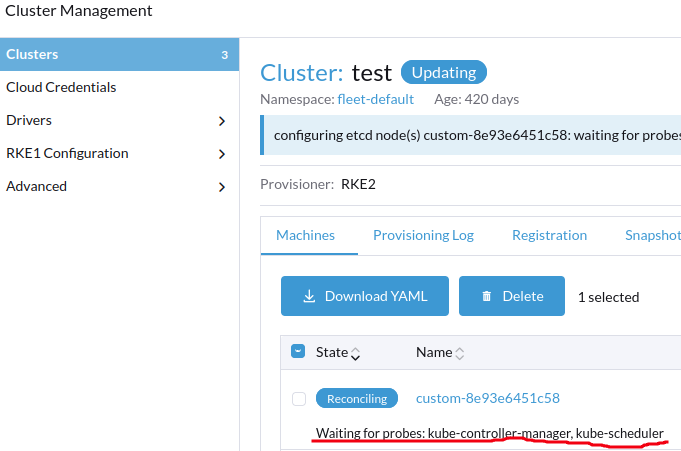 Cluster Management
Clusters 3
Cloud Credentials
Drivers
RKE1 Configuration
Advanced
Cluster: test Updating
Namespace: fleet-default Age: 420 days
configuring etcd node(s) custom-8e93e6451c58: waiting for probes
Provisioner: RKE2
Machines Provisioning Log Registration Snapshot
Download YAML Delete 1 selected
State Name
Reconciling custom-8e93e6451c58
Waiting for probes: kube-controller-manager, kube-scheduler